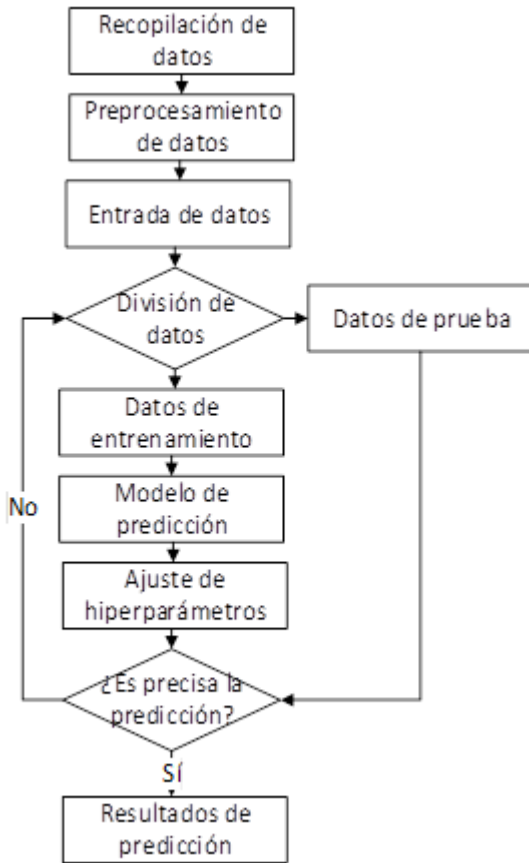 Recopilación de
datos
Preprocesamiento
de datos
Entrada de datos
División de
datos
Datos de prueba
Datos de
entrenamiento
Modelo de
predicción
No
Ajuste de
hiperparámetros
¿Es precisa la
predicción?
Sí
Resultados de
predicción